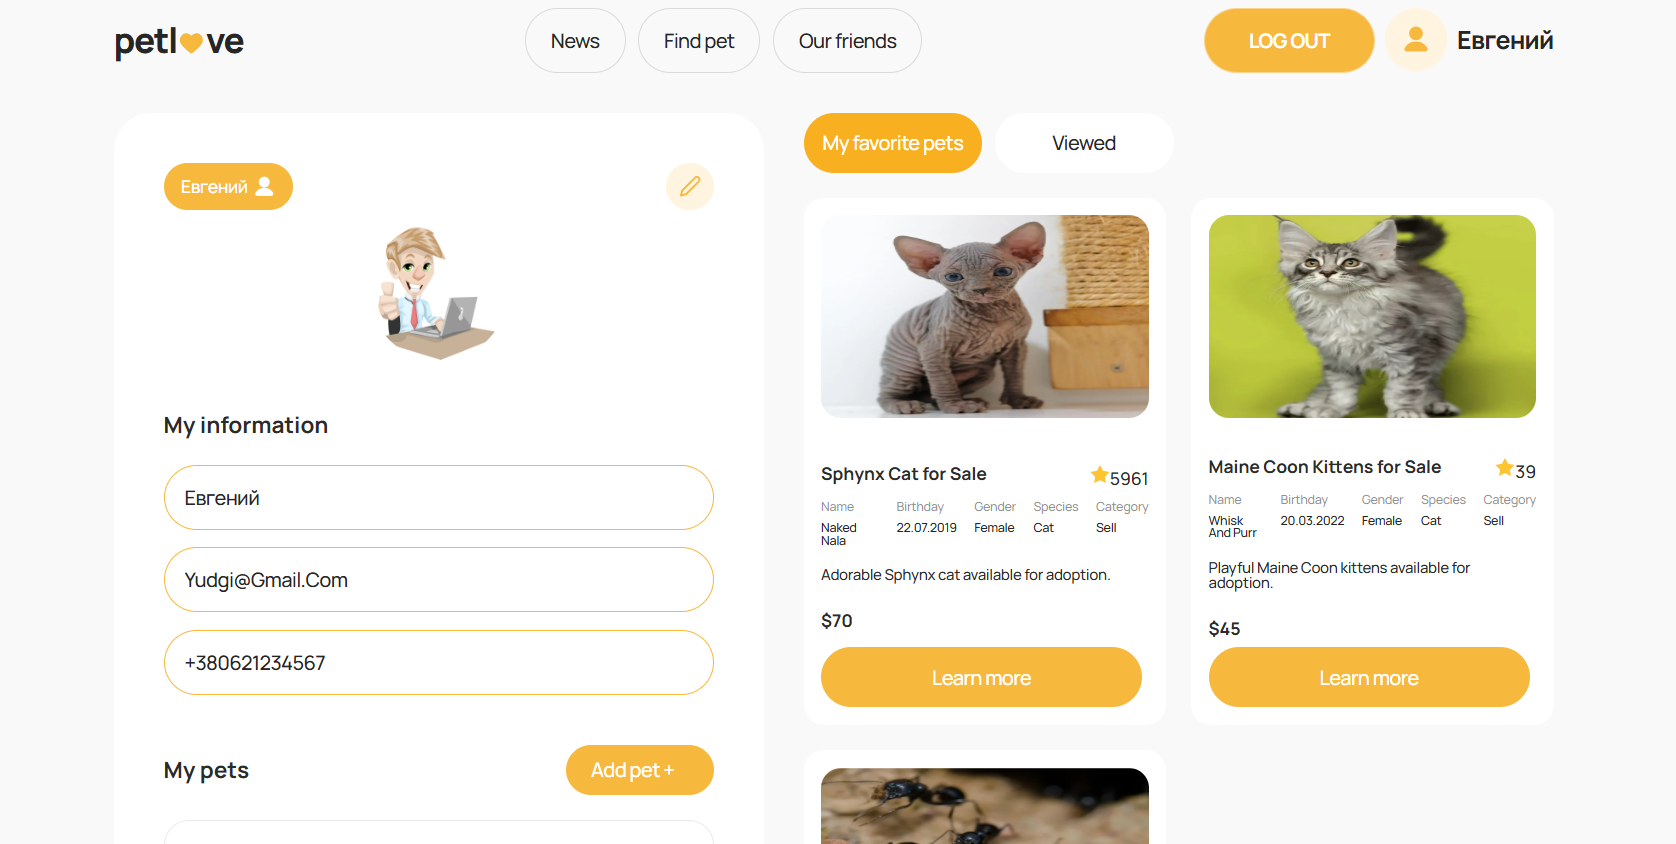 petlove
News
Find pet
Our friends
LOG OUT
Евгений
Евгений
My information
Евгений
Yudgi@Gmail.Com
+380621234567
My pets
Add pet +
My favorite pets
Viewed
Sphynx Cat for Sale
5961
Name Birthday Gender Species Category
Naked 22.07.2019 Female Cat Sell
Nala
Adorable Sphynx cat available for adoption.
$70
Learn more
Maine Coon Kittens for Sale
39
Name Birthday Gender Species Category
Whisk 20.03.2022 Female Cat Sell
And Purr
Playful Maine Coon kittens available for
adoption.
$45
Learn more